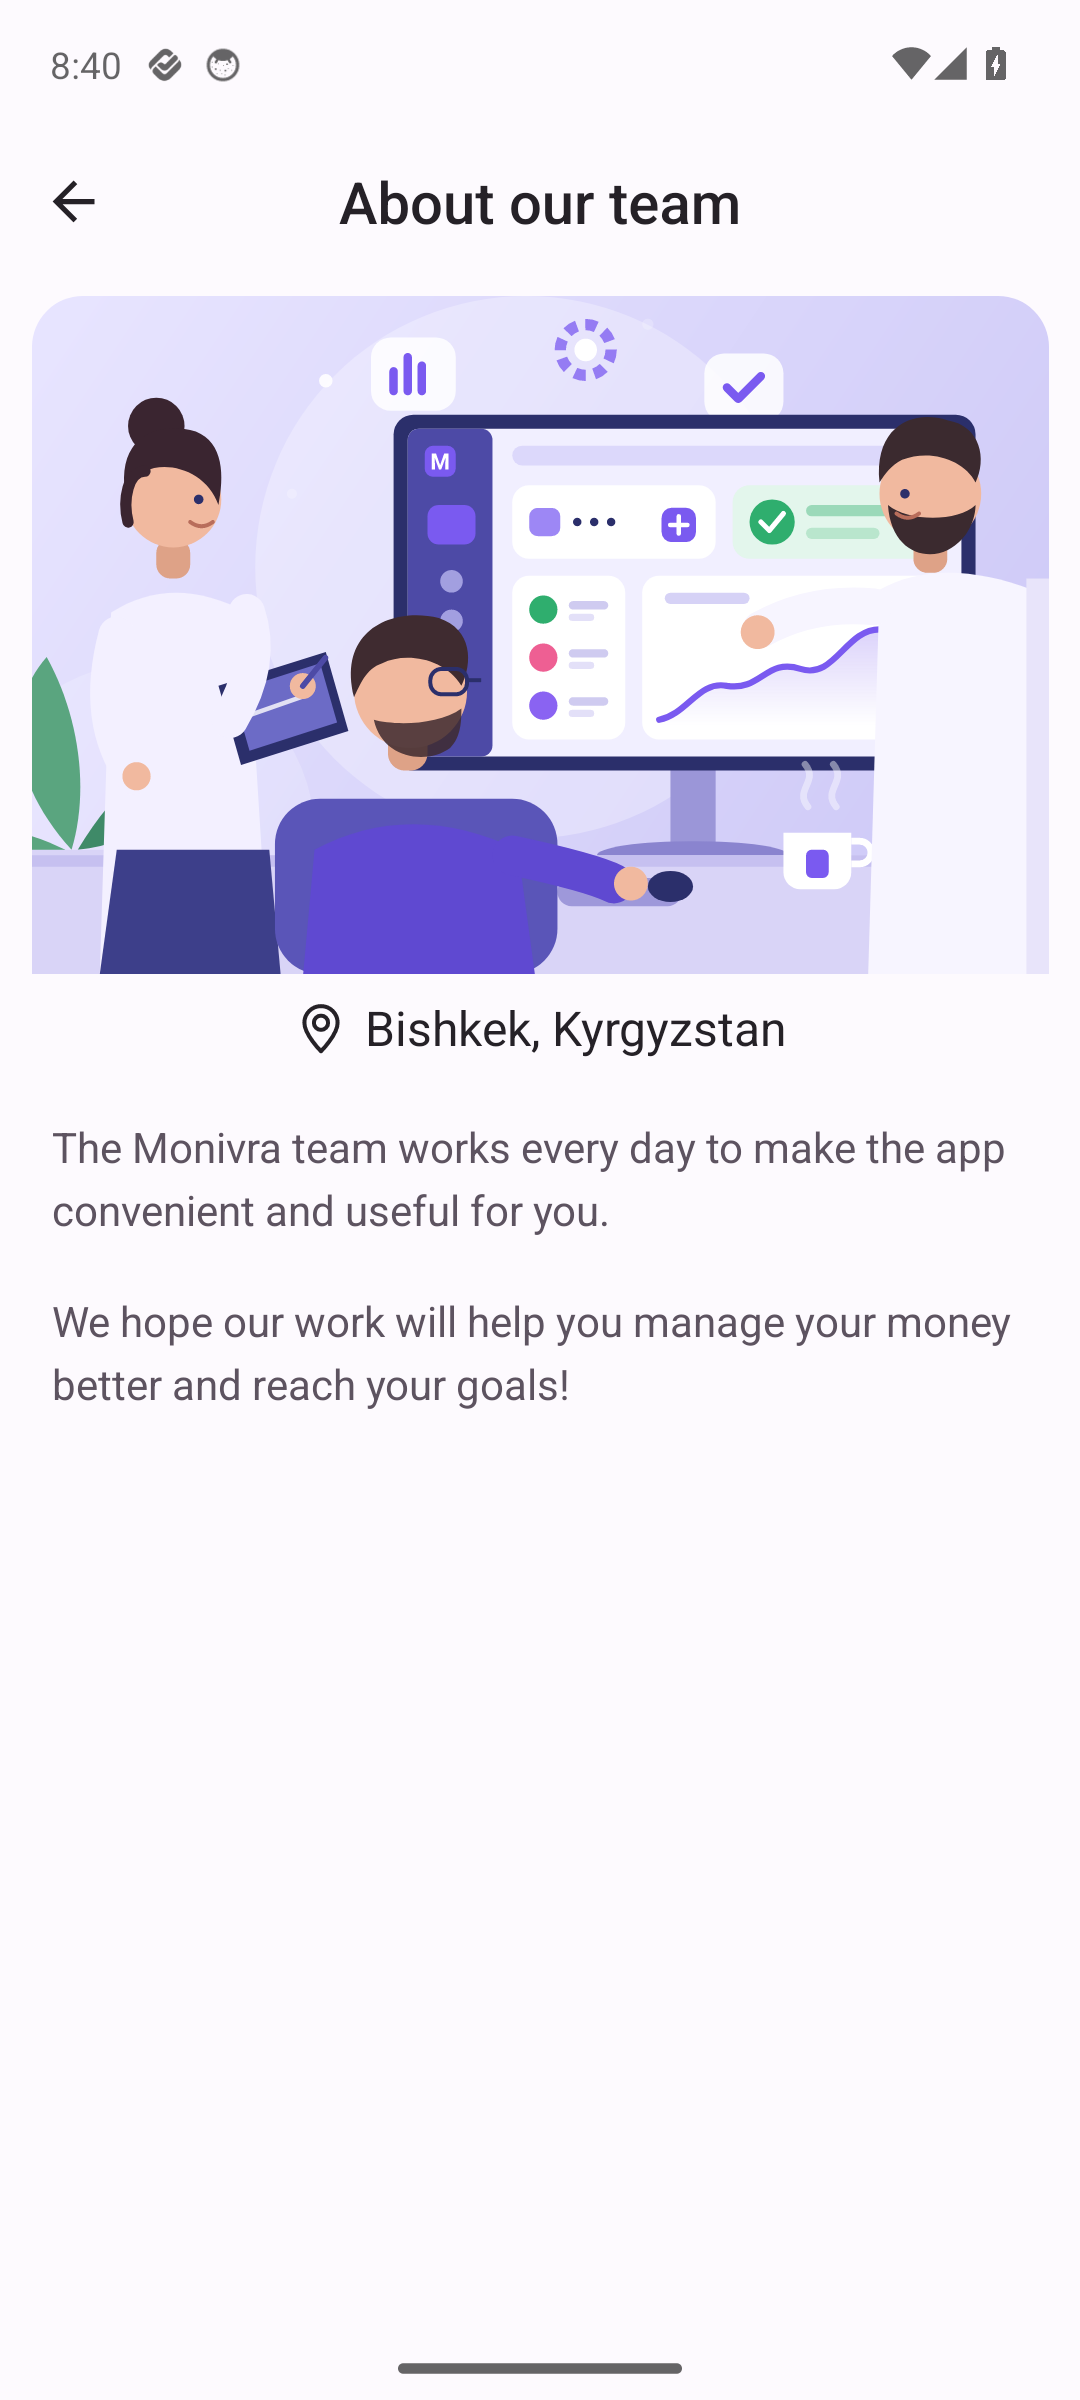 8:40
About our team
M
Bishkek, Kyrgyzstan
The Monivra team works every day to make the app
convenient and useful for you.
We hope our work will help you manage your money
better and reach your goals!